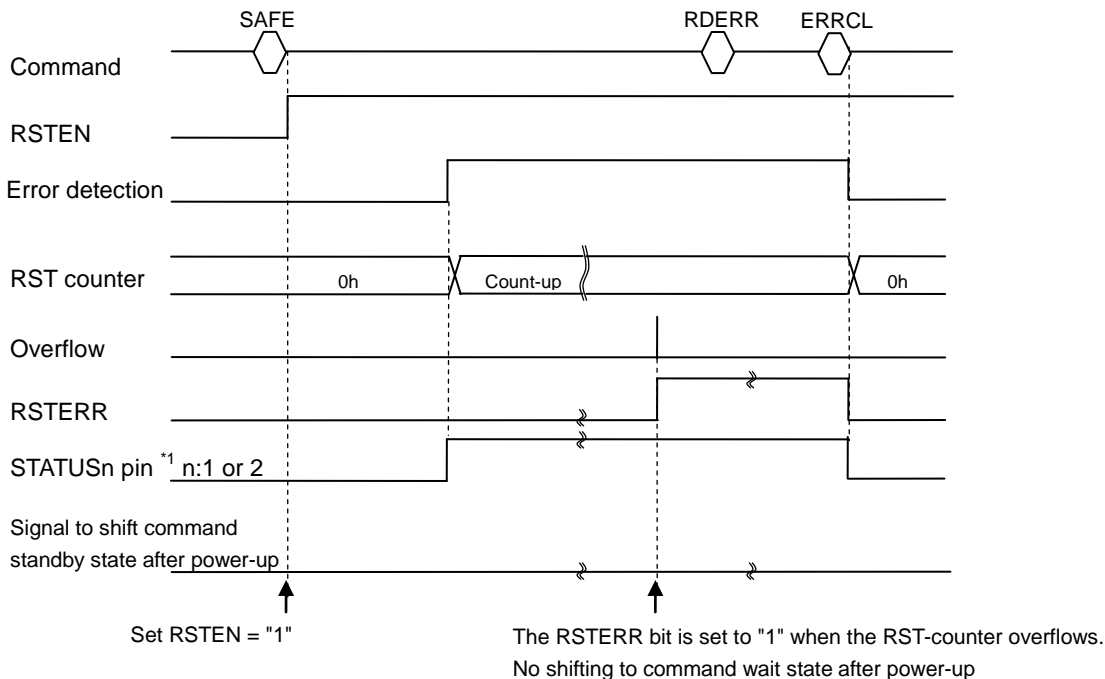 SAFE RDERR ERRCL
Command
RSTEN
Error detection
RST counter 0h Count-up 0h
Overflow
RSTERR
STATUSn pin *1 n:1 or 2
Signal to shift command
standby state after power-up
Set RSTEN = "1"
The RSTERR bit is set to "1" when the RST-counter overflows.
No shifting to command wait state after power-up